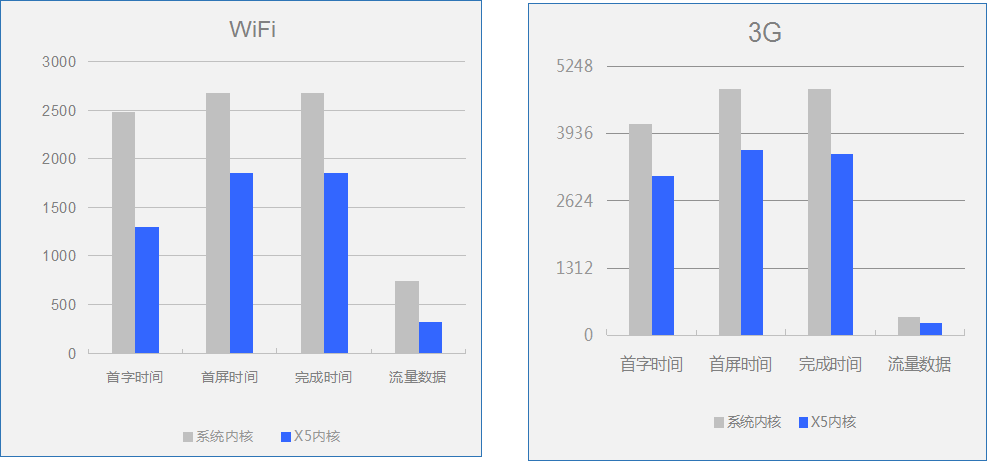 WiFi
3000
2500
2000
1500
1000
500
0
首字时间 首屏时间 完成时间 流量数据
系统内核 X5内核
3G
5248
3936
2624
1312
0
首字时间 首屏时间 完成时间 流量数据
系统内核 X5内核